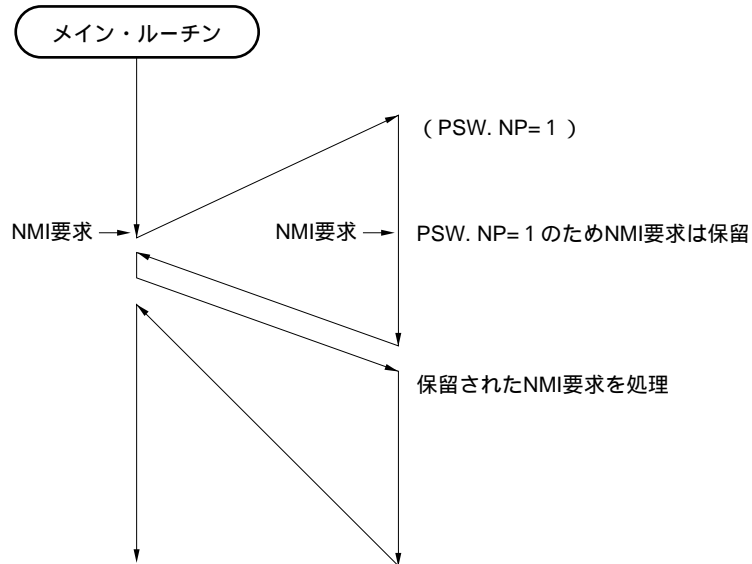 メイン・ルーチン
（PSW. NP=１）
NMI要求
NMI要求
PSW. NP=１のためNMI要求は保留
保留されたNMI要求を処理